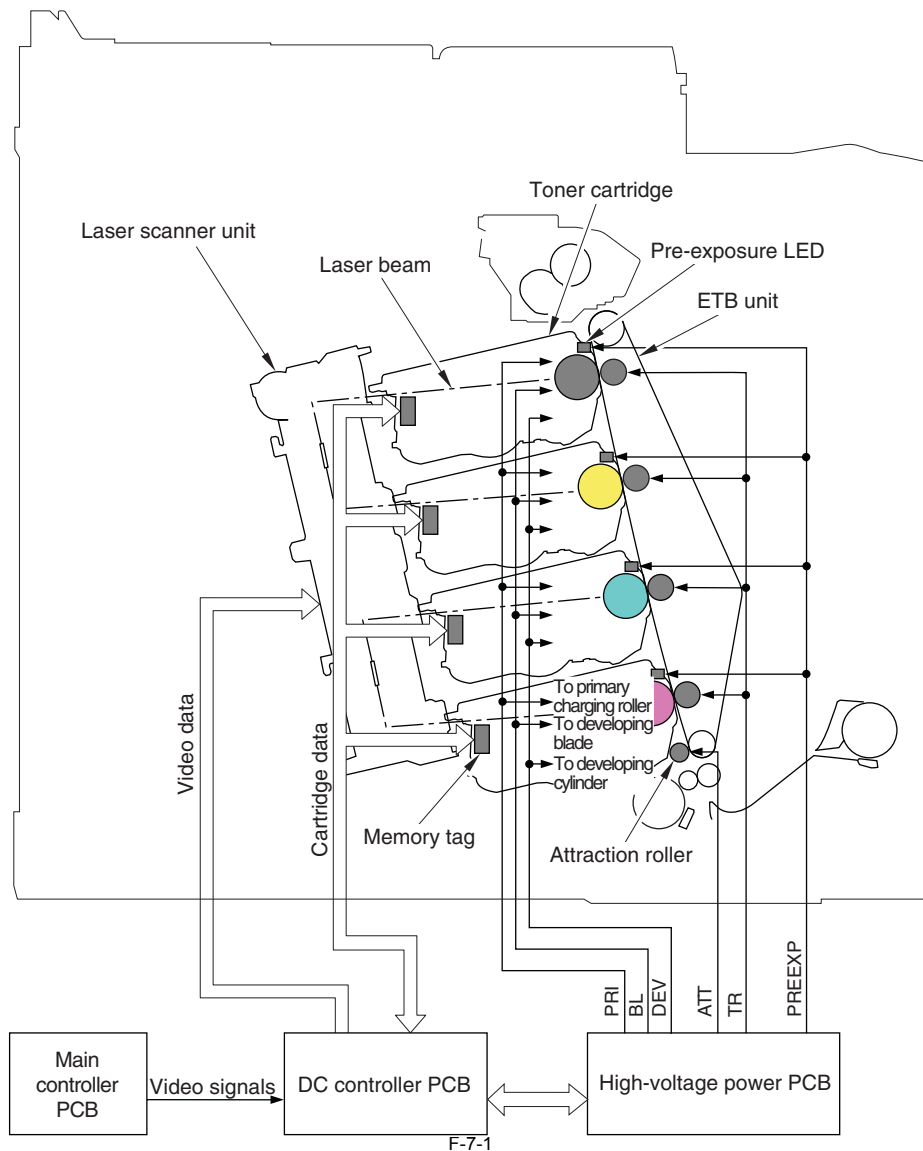 Toner cartridge
Laser scanner unit
Pre-exposure LED
Laser beam
ETB unit
To primary
charging roller
To developing
blade
To developing
cylinder
Video data
Cartridge data
Memory tag
Attraction roller
PRI
BL
DEV
ATT
TR
PREEXP
Main
controller
PCB
Video signals
DC controller PCB
High-voltage power PCB
F-7-1